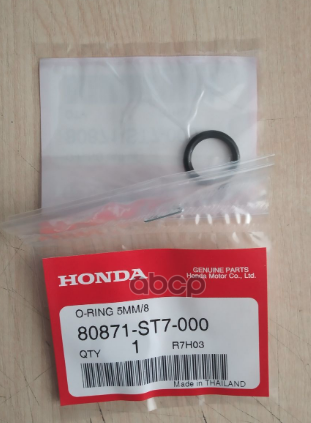 HONDA
GENUINE PARTS
Honda Motor Co., Ltd.
abcp
O-RING 5MM/8
80871-ST7-000
QTY 1 R7H03
Made in THAILAND